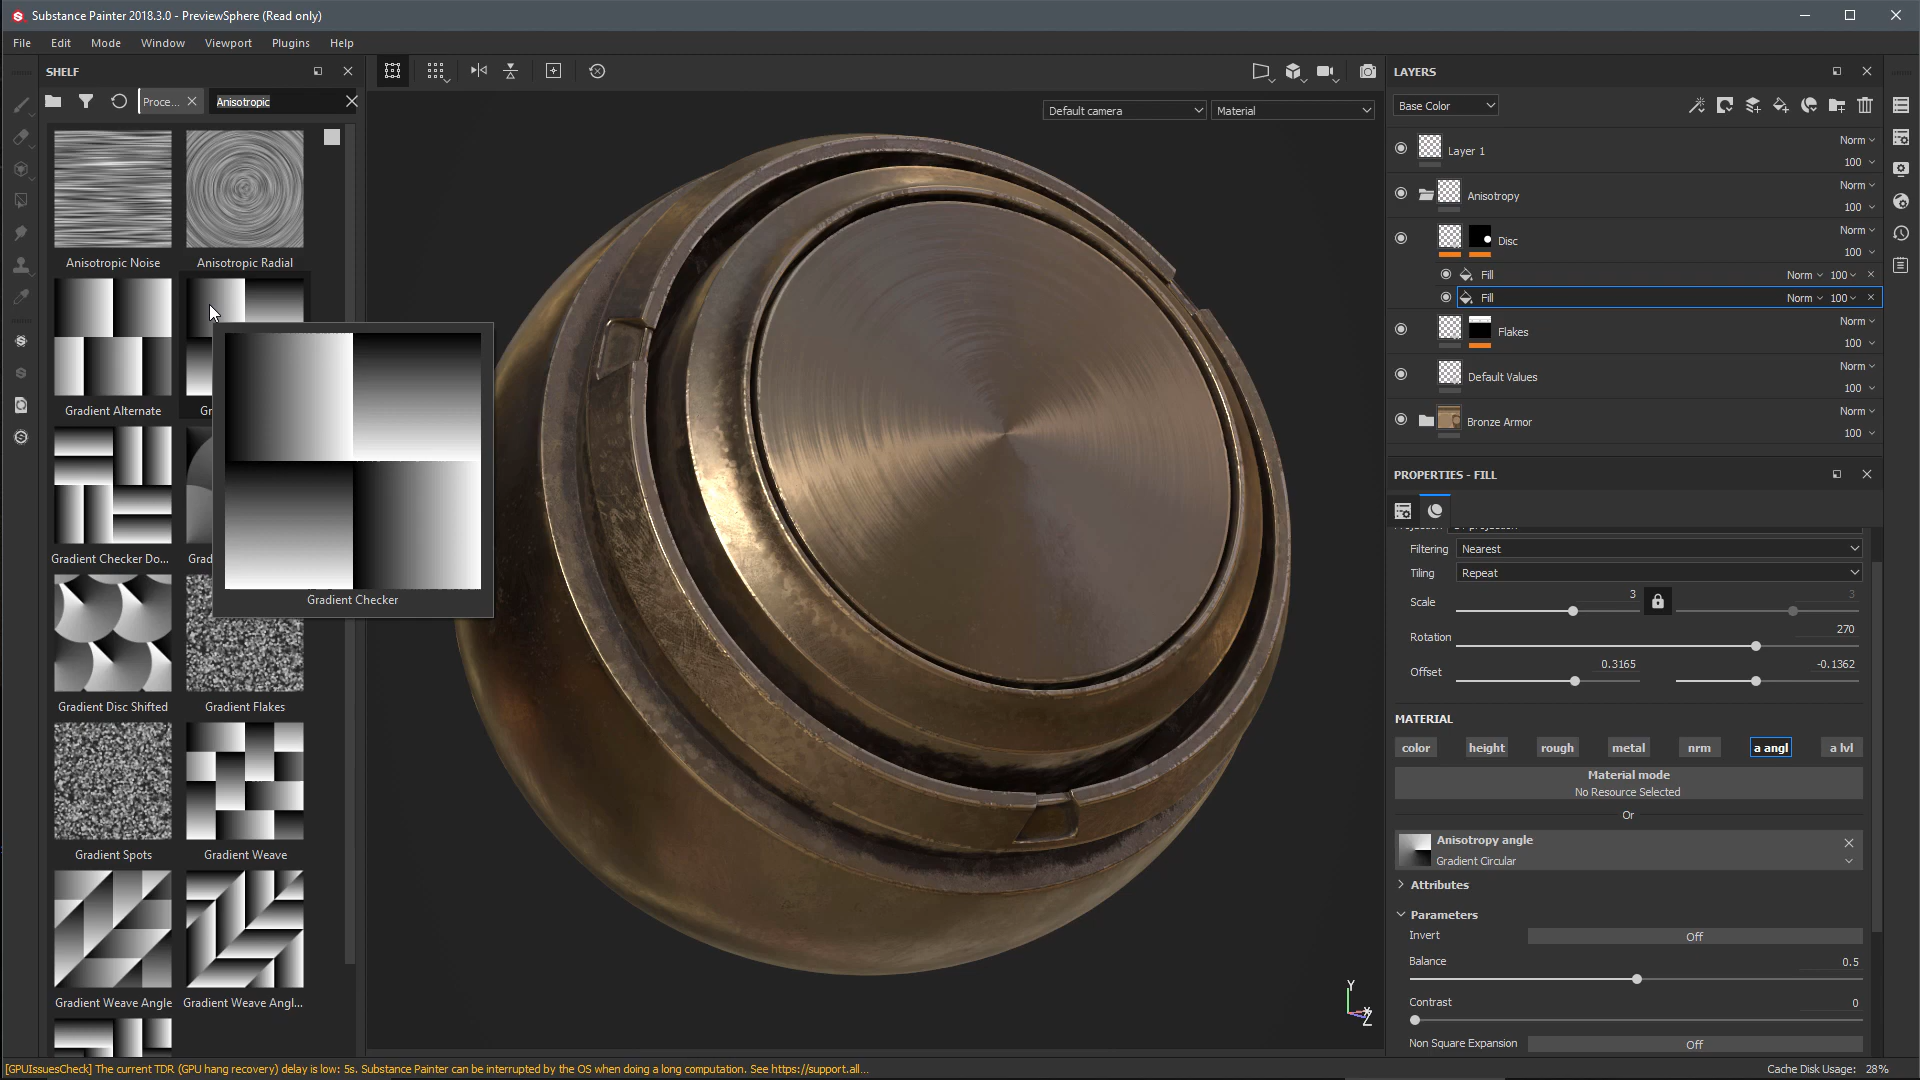 Substance Painter 2018.3.0 - PreviewSphere (Read only)
File Edit Mode Window Viewport Plugins Help
SHELF
Proce...
Anisotropic
Anisotropic Noise
Anisotropic Radial
Gradient Alternate
Gr
Gradient Checker Do...
Grad
Gradient Checker
Gradient Disc Shifted
Gradient Flakes
Gradient Spots
Gradient Weave
Gradient Weave Angle
Gradient Weave Angl...
Default camera
Material
Y
Z
LAYERS
Base Color
Layer 1
Norm
100
Anisotropy
Norm
100
Disc
Norm
100
Fill Norm 100
Fill Norm 100
Flakes
Norm
100
Default Values
Norm
100
Bronze Armor
Norm
100
PROPERTIES - FILL
Filtering Nearest
Tiling Repeat
Scale 3 3
Rotation 270
Offset 0.3165 -0.1362
MATERIAL
color height rough metal nrm a angl a lvl
Material mode
No Resource Selected
Or
Anisotropy angle
Gradient Circular
Attributes
Parameters
Invert Off
Balance 0.5
Contrast 0
Non Square Expansion Off
[GPUIssuesCheck] The current TDR (GPU hang recovery) delay is low: 5s. Substance Painter can be interrupted by the OS when doing a long computation. See https://support.all...
Cache Disk Usage: 28%